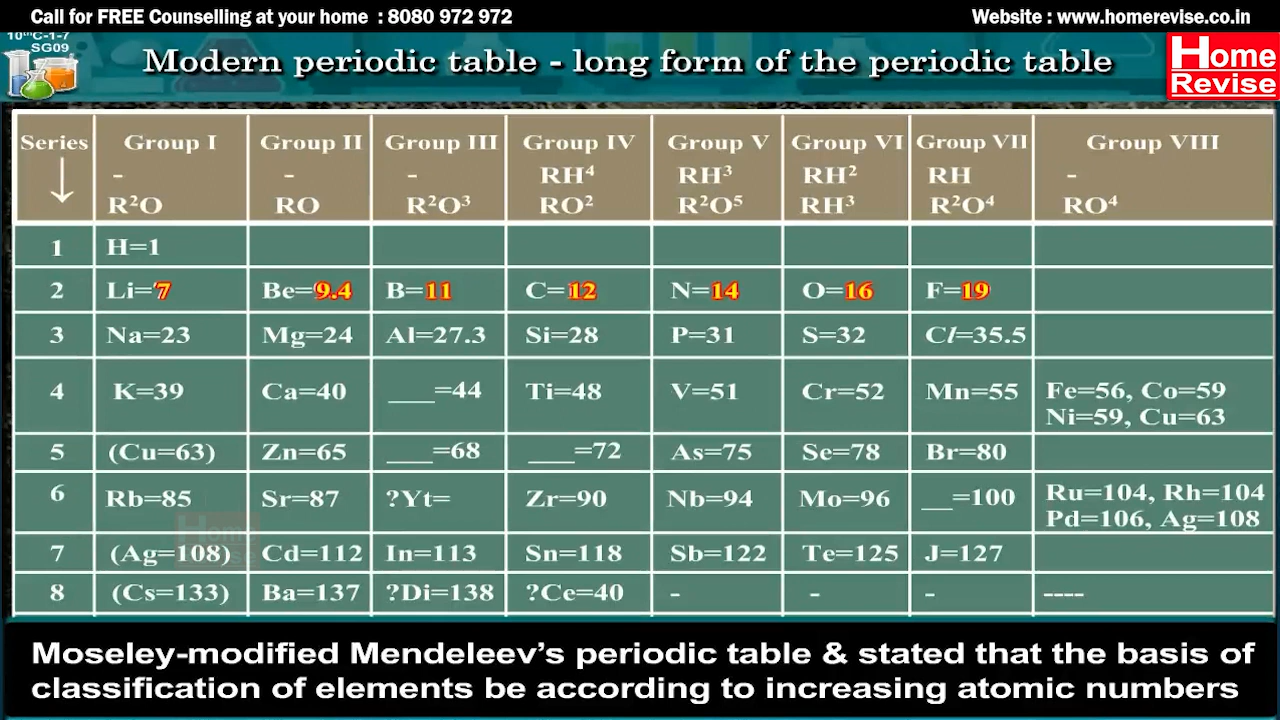 Call for FREE Counselling at your home : 8080 972 972 Website : www.homerevise.co.in
10ᵗʰC-1-7
SG09
Modern periodic table - long form of the periodic table
Home
Revise
Series Group I Group II Group III Group IV Group V Group VI Group VII Group VIII
- - - RH⁴ RH³ RH² RH -
R²O RO R²O³ RO² R²O⁵ RH³ R²O⁴ RO⁴
1 H=1
2 Li=7 Be=9.4 B=11 C=12 N=14 O=16 F=19
3 Na=23 Mg=24 Al=27.3 Si=28 P=31 S=32 Cl=35.5
4 K=39 Ca=40 ___=44 Ti=48 V=51 Cr=52 Mn=55 Fe=56, Co=59
Ni=59, Cu=63
5 (Cu=63) Zn=65 ___=68 ___=72 As=75 Se=78 Br=80
6 Rb=85 Sr=87 ?Yt= Zr=90 Nb=94 Mo=96 __=100 Ru=104, Rh=104
Pd=106, Ag=108
Home
Revise
7 (Ag=108) Cd=112 In=113 Sn=118 Sb=122 Te=125 J=127
8 (Cs=133) Ba=137 ?Di=138 ?Ce=40 - - - ----
Moseley-modified Mendeleev's periodic table & stated that the basis of
classification of elements be according to increasing atomic numbers